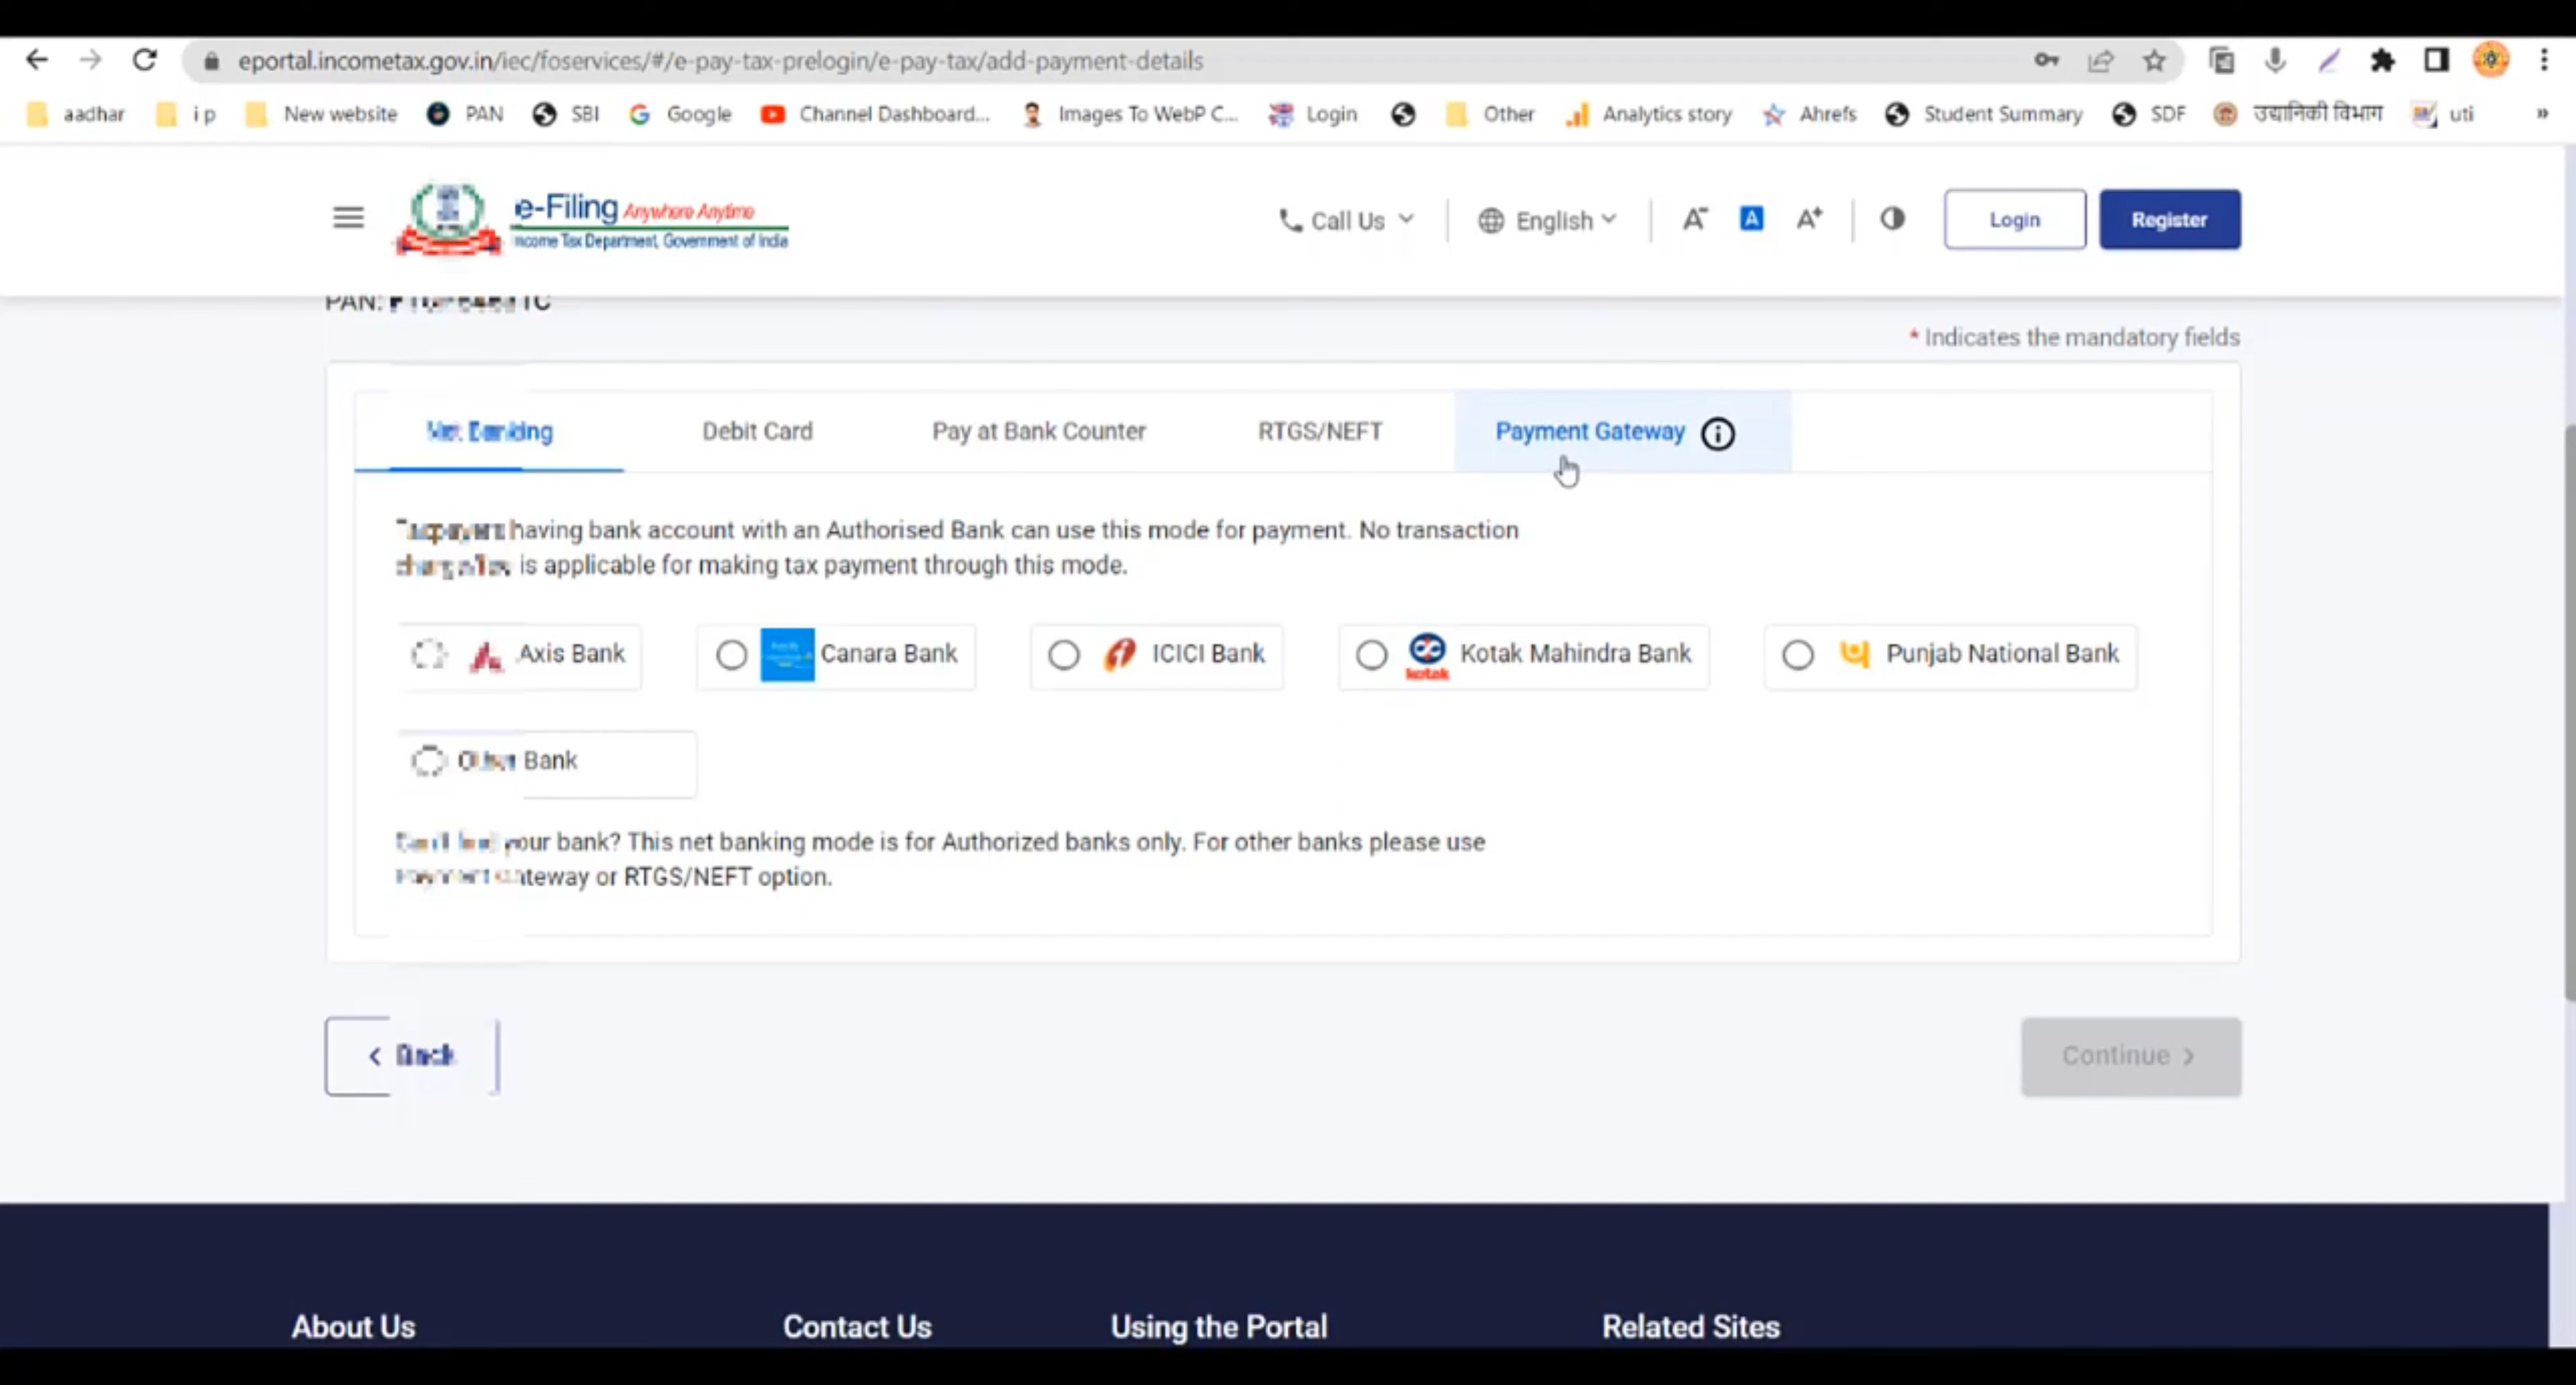 eportal.incometax.gov.in/iec/foservices/#/e-pay-tax-prelogin/e-pay-tax/add-payment-details
aadhar i p New website PAN SBI Google Channel Dashboard... Images To WebP C... Login Other Analytics story Ahrefs Student Summary SDF उद्यानिकी विभाग uti »
e-Filing Anywhere Anytime
Income Tax Department, Government of India
Call Us English A- A A+ Login Register
PAN:
* Indicates the mandatory fields
Net Banking Debit Card Pay at Bank Counter RTGS/NEFT Payment Gateway
having bank account with an Authorised Bank can use this mode for payment. No transaction
is applicable for making tax payment through this mode.
Axis Bank Canara Bank ICICI Bank kotak Kotak Mahindra Bank Punjab National Bank
Other Bank
your bank? This net banking mode is for Authorized banks only. For other banks please use
or RTGS/NEFT option.
< Back
Continue >
About Us Contact Us Using the Portal Related Sites